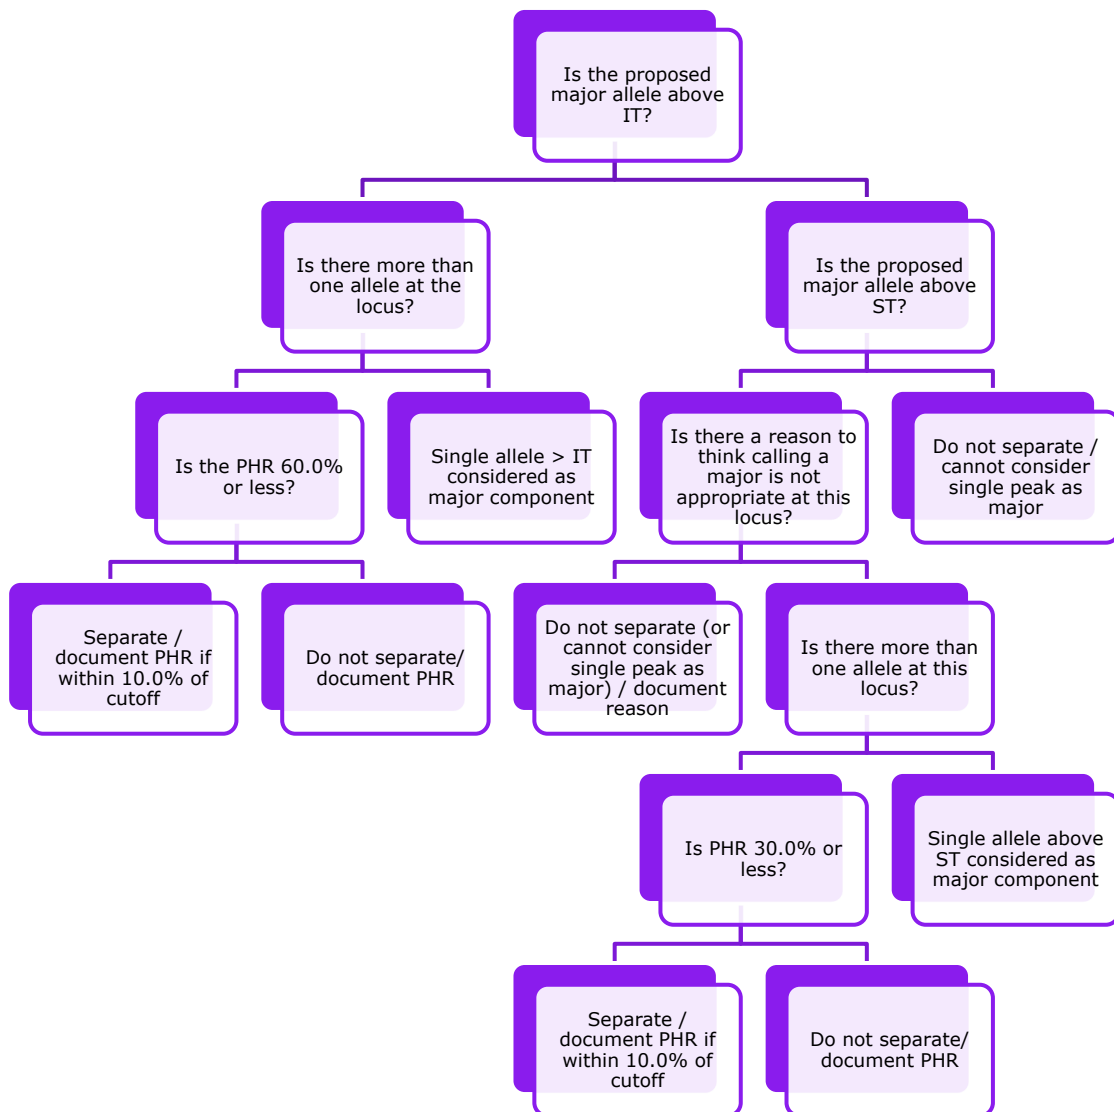 Is the proposed
major allele above
IT?
Is there more than
one allele at the
locus?
Is the proposed
major allele above
ST?
Is the PHR 60.0%
or less?
Single allele > IT
considered as
major component
Is there a reason to
think calling a
major is not
appropriate at this
locus?
Do not separate /
cannot consider
single peak as
major
Separate /
document PHR if
within 10.0% of
cutoff
Do not separate/
document PHR
Do not separate (or
cannot consider
single peak as
major) / document
reason
Is there more than
one allele at this
locus?
Is PHR 30.0% or
less?
Single allele above
ST considered as
major component
Separate /
document PHR if
within 10.0% of
cutoff
Do not separate/
document PHR